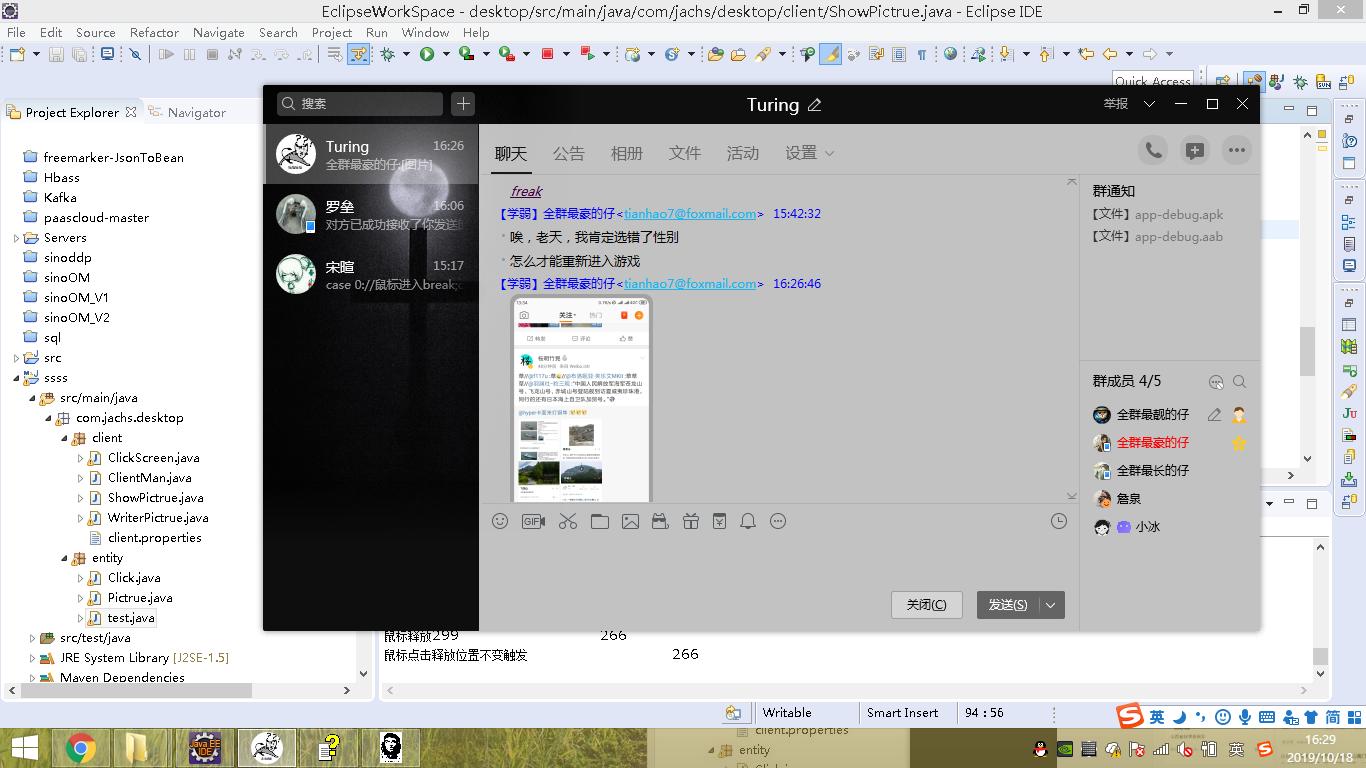 EclipseWorkSpace - desktop/src/main/java/com/jachs/desktop/client/ShowPictrue.java - Eclipse IDE
File Edit Source Refactor Navigate Search Project Run Window Help
Quick Access
Project Explorer
Navigator
freemarker-JsonToBean
Hbass
Kafka
paascloud-master
Servers
sinoddp
sinoOM
sinoOM_V1
sinoOM_V2
sql
src
ssss
src/main/java
com.jachs.desktop
client
ClickScreen.java
ClientMan.java
ShowPictrue.java
WriterPictrue.java
client.properties
entity
Click.java
Pictrue.java
test.java
src/test/java
JRE System Library [J2SE-1.5]
Maven Dependencies
搜索
Turing
举报
Turing 16:26
全群最豪的仔:[图片]
罗垒 16:06
对方已成功接收了你发送的
宋暄 15:17
case 0://鼠标进入break;c
聊天 公告 相册 文件 活动 设置
freak
【学弱】全群最豪的仔<tianhao7@foxmail.com> 15:42:32
唉，老天，我肯定选错了性别
怎么才能重新进入游戏
【学弱】全群最豪的仔<tianhao7@foxmail.com> 16:26:46
关注
热门
转发 评论 赞
GIF
关闭(C)
发送(S)
群通知
【文件】app-debug.apk
【文件】app-debug.aab
群成员 4/5
全群最靓的仔
全群最豪的仔
全群最长的仔
詹泉
小冰
鼠标释放299 266
鼠标点击释放位置不变触发 266
Writable
Smart Insert
94 : 56
英
简
client.properties
entity
Java EE
IDE
英
16:29
2019/10/18